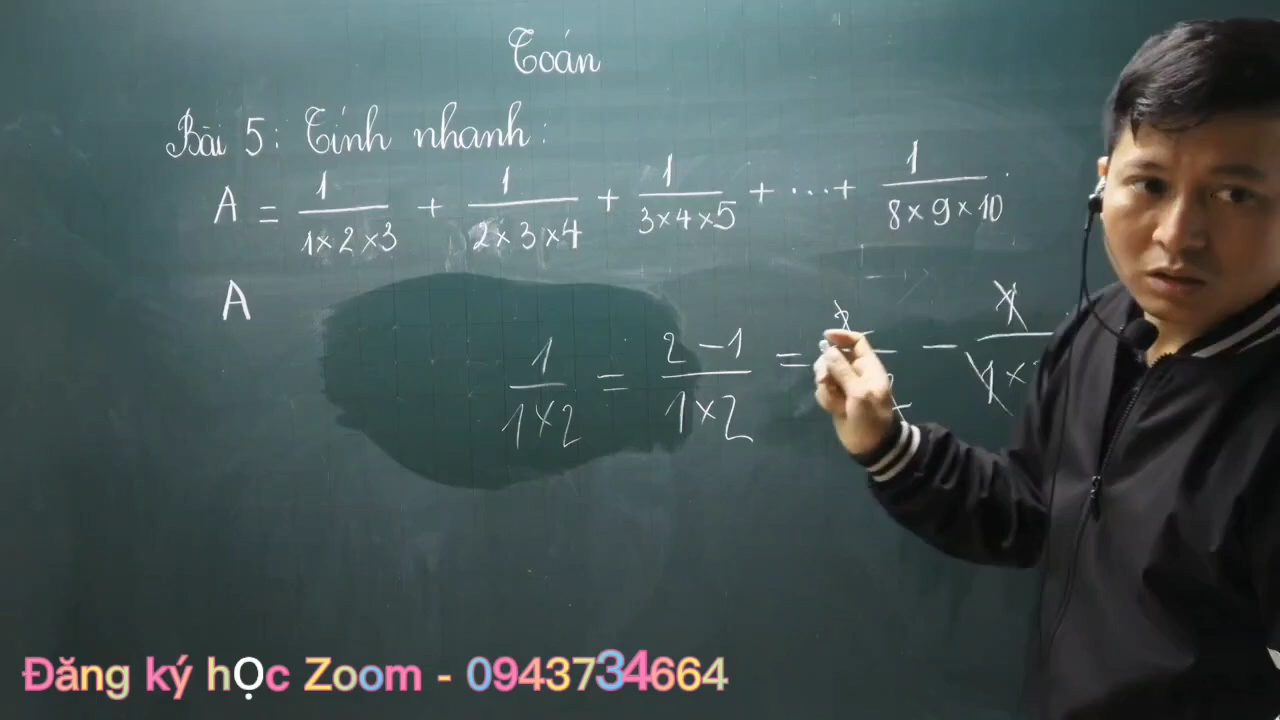 Toán
Bài 5: Tính nhanh:
A = 1/(1×2×3) + 1/(2×3×4) + 1/(3×4×5) + ... + 1/(8×9×10)
A
1/(1×2) = (2-1)/(1×2) =
Đăng ký học Zoom - 0943734664